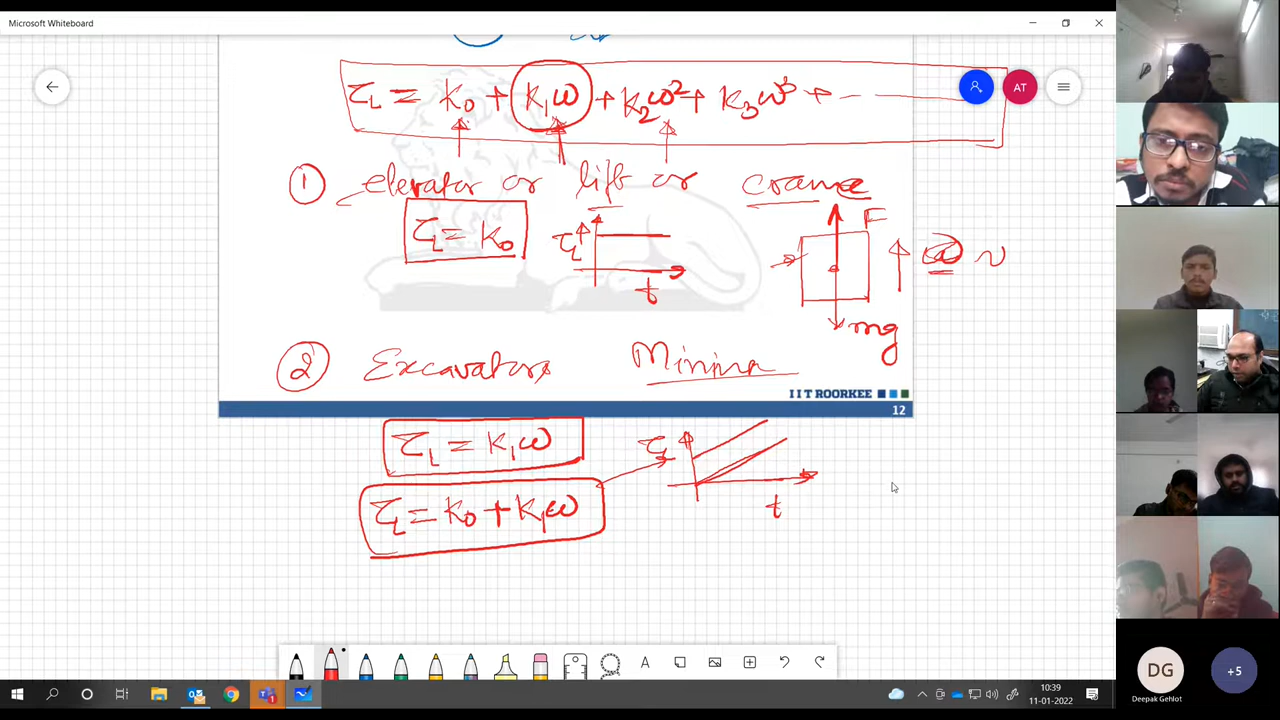 Microsoft Whiteboard
τL = k0 + k1ω + k2ω² + k3ω³ + ---
AT
① elevator or lift or crane
τL = k0
τL
t
F
ω v
mg
② Excavators Mining
IIT ROORKEE
12
τL = k1ω
τL = k0 + k1ω
τL
t
DG
+5
Deepak Gehlot
A
10:39
11-01-2022